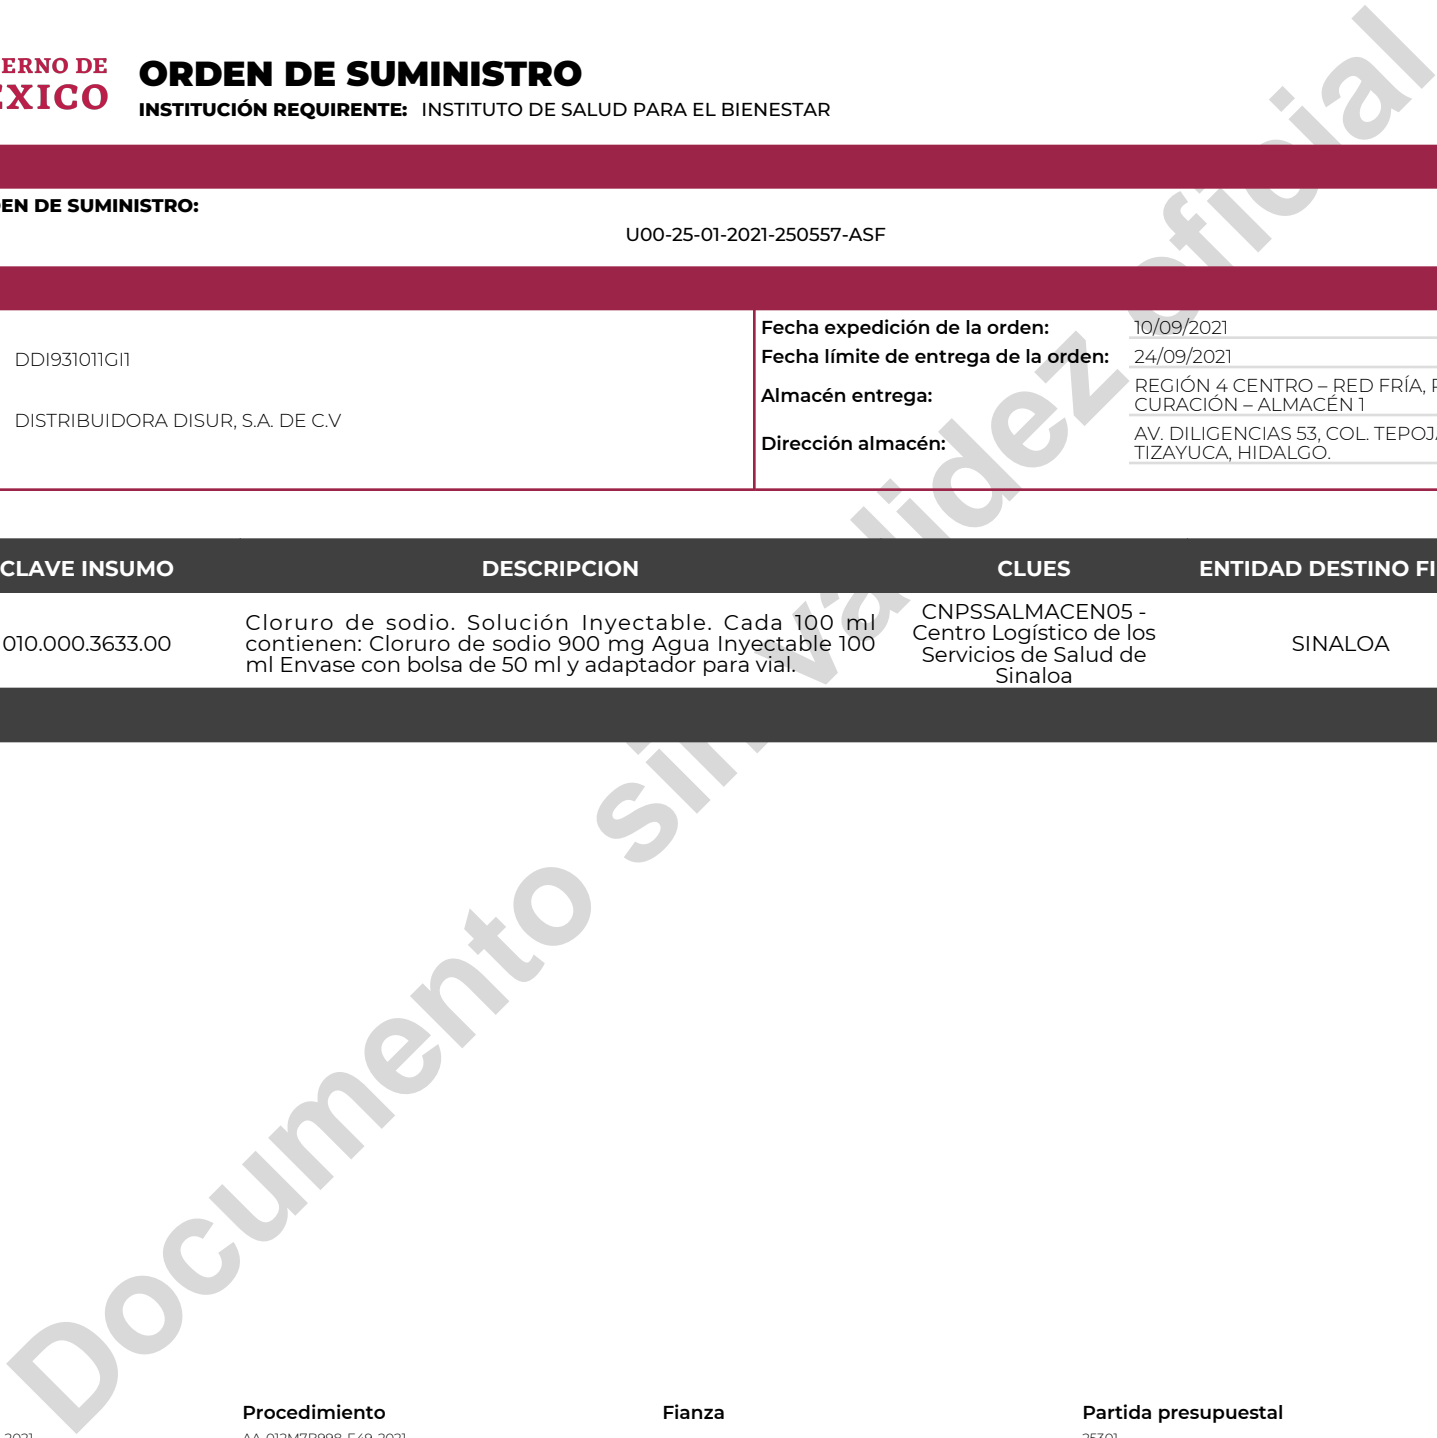 ORDEN DE SUMINISTRO
INSTITUCIÓN REQUIRENTE: INSTITUTO DE SALUD PARA EL BIENESTAR
DE SUMINISTRO:
U00-25-01-2021-250557-ASF
DDI931011GI1
DISTRIBUIDORA DISUR, S.A. DE C.V
Fecha expedición de la orden: 10/09/2021
Fecha límite de entrega de la orden: 24/09/2021
Almacén entrega: REGIÓN 4 CENTRO – RED FRÍA,
CURACIÓN – ALMACÉN 1
Dirección almacén: AV. DILIGENCIAS 53, COL.
TIZAYUCA, HIDALGO.
CLAVE INSUMO DESCRIPCION CLUES ENTIDAD DESTINO
010.000.3633.00
Cloruro de sodio. Solución Inyectable. Cada 100 ml
contienen: Cloruro de sodio 900 mg Agua Inyectable 100
ml Envase con bolsa de 50 ml y adaptador para vial.
CNPSSALMACEN05 -
Centro Logístico de los
Servicios de Salud de
Sinaloa
SINALOA
Documento sin validez oficial
Procedimiento Fianza Partida presupuestal